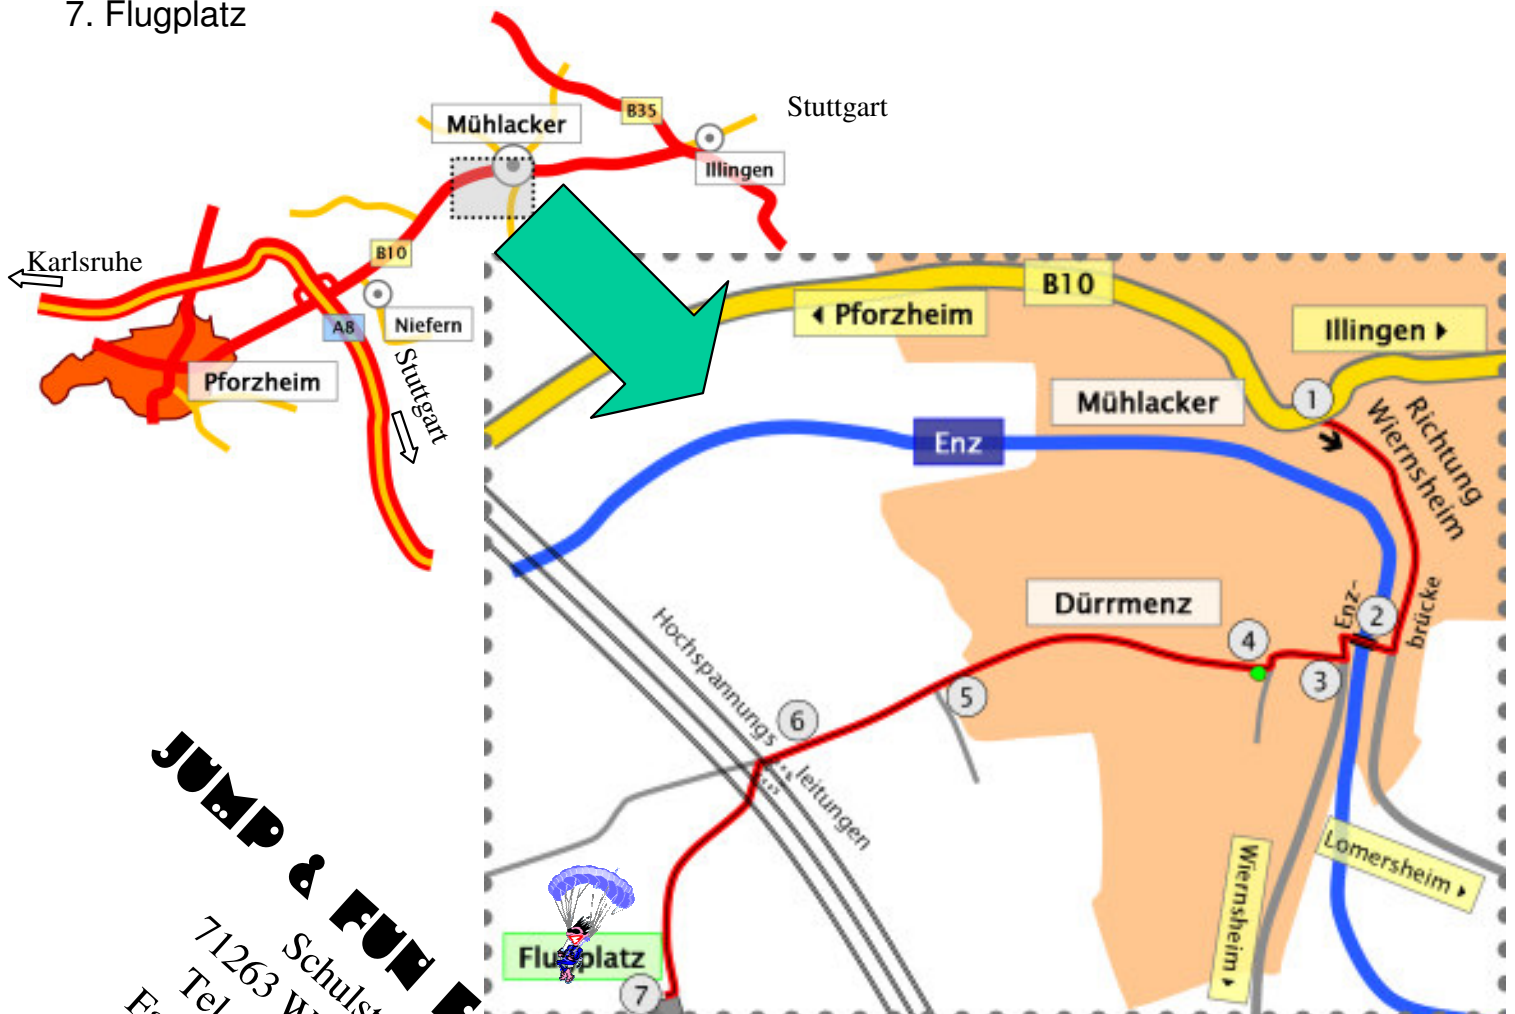 7. Flugplatz
Stuttgart
B35
Mühlacker
Illingen
Karlsruhe
B10
A8
Niefern
Stuttgart
Pforzheim
B10
Pforzheim
Illingen
Mühlacker
1
Richtung
Wiernsheim
Enz
Dürrmenz
Enz-
brücke
2
4
3
5
6
Hochspannungs
leitungen
Wiernsheim
Lomersheim
Flugplatz
7
JUMP & FUN
Schulst
71263 W
Tel